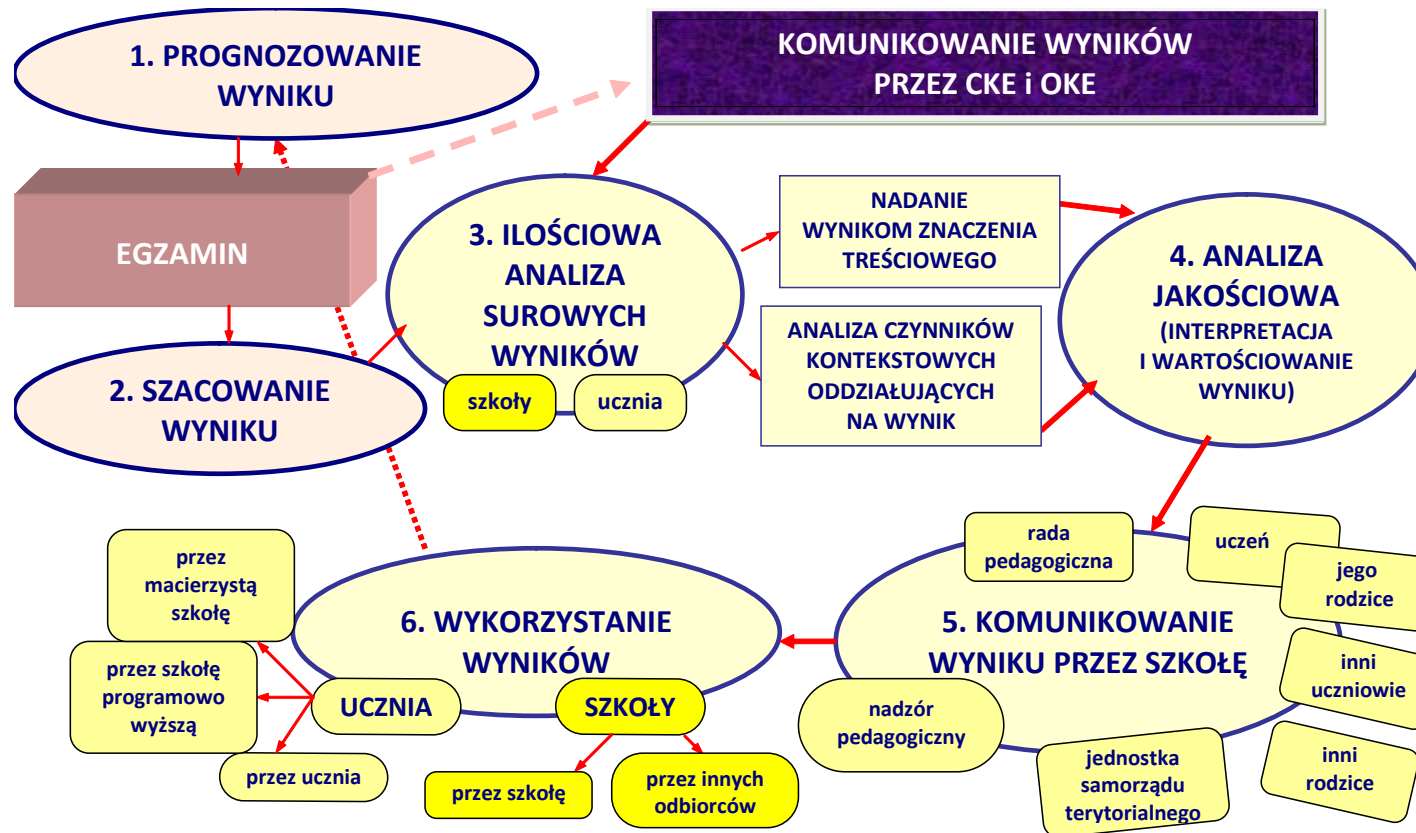 1. PROGNOZOWANIE
WYNIKU
KOMUNIKOWANIE WYNIKÓW
PRZEZ CKE i OKE
EGZAMIN
2. SZACOWANIE
WYNIKU
3. ILOŚCIOWA
ANALIZA
SUROWYCH
WYNIKÓW
szkoły
ucznia
NADANIE
WYNIKOM ZNACZENIA
TREŚCIOWEGO
ANALIZA CZYNNIKÓW
KONTEKSTOWYCH
ODDZIAŁUJĄCYCH
NA WYNIK
4. ANALIZA
JAKOŚCIOWA
(INTERPRETACJA
I WARTOŚCIOWANIE
WYNIKU)
5. KOMUNIKOWANIE
WYNIKU PRZEZ SZKOŁĘ
rada
pedagogiczna
uczeń
jego
rodzice
inni
uczniowie
inni
rodzice
jednostka
samorządu
terytorialnego
nadzór
pedagogiczny
6. WYKORZYSTANIE
WYNIKÓW
UCZNIA
SZKOŁY
przez
macierzystą
szkołę
przez szkołę
programowo
wyższą
przez ucznia
przez szkołę
przez innych
odbiorców